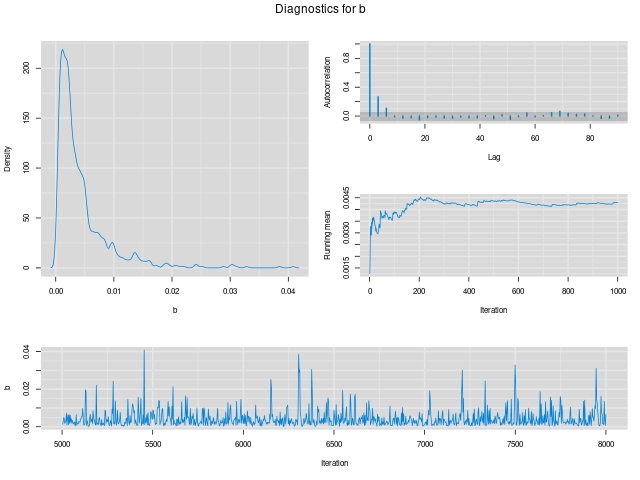 Diagnostics for b
Density
0 50 100 150 200
0.00 0.01 0.02 0.03 0.04
b
Autocorrelation
0.0 0.4 0.8
0 20 40 60 80
Lag
Running mean
0.0015 0.0030 0.0045
0 200 400 600 800 1000
Iteration
b
0.00 0.02 0.04
5000 5500 6000 6500 7000 7500 8000
Iteration